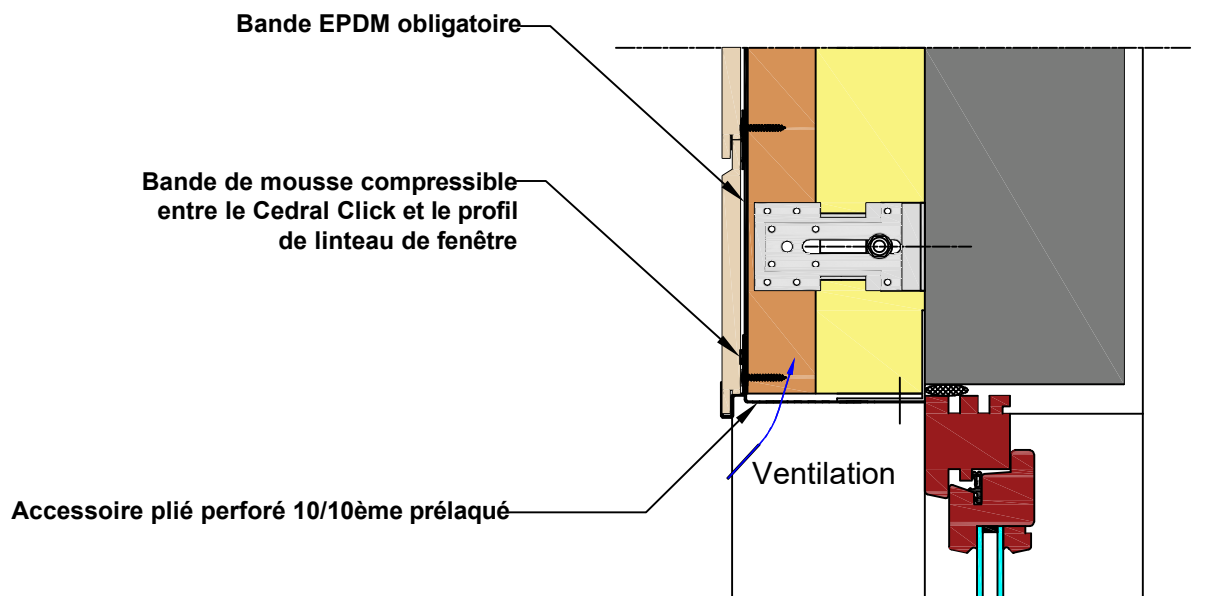 Bande EPDM obligatoire
Bande de mousse compressible
entre le Cedral Click et le profil
de linteau de fenêtre
Ventilation
Accessoire plié perforé 10/10ème prélaqué